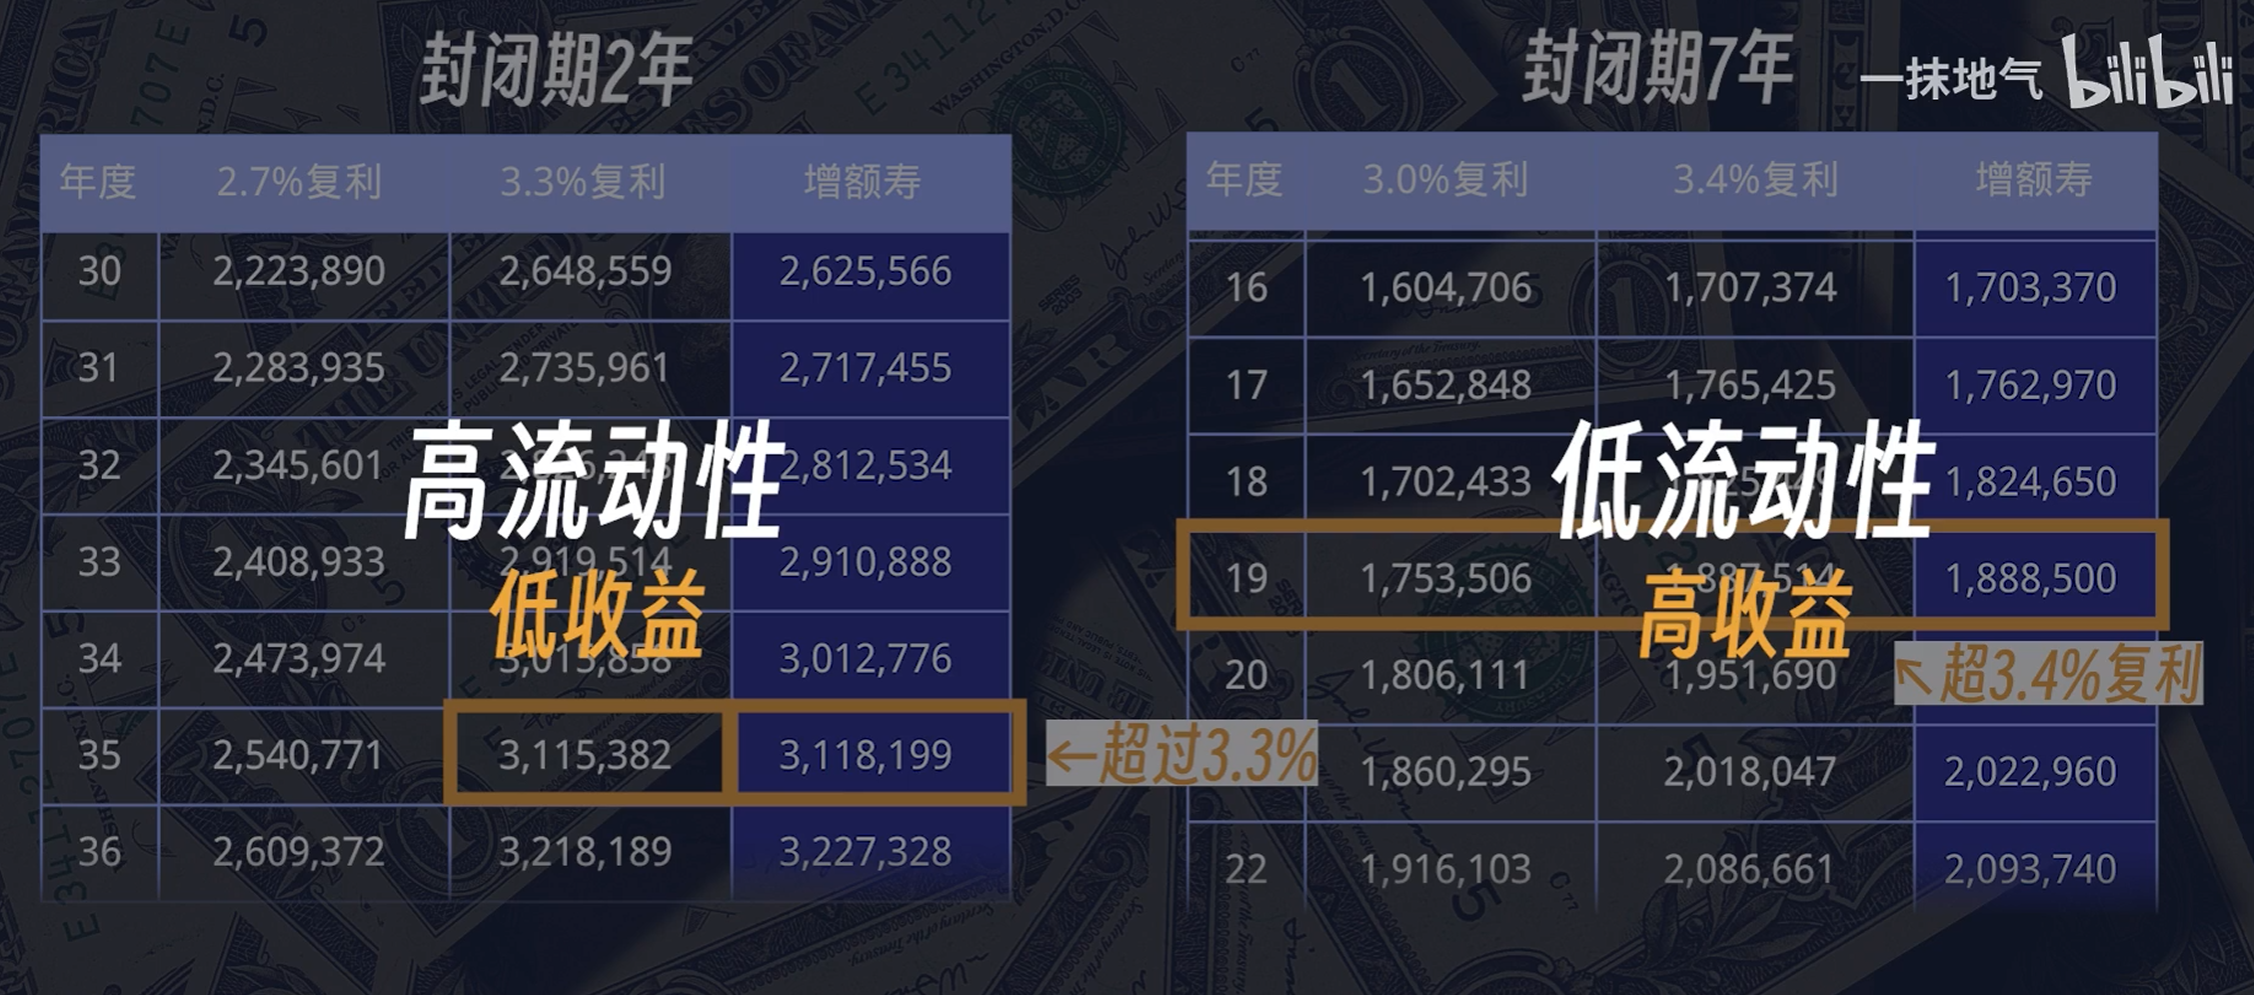 封闭期2年
封闭期7年
一抹地气 bilibili
年度 2.7%复利 3.3%复利 增额寿
30 2,223,890 2,648,559 2,625,566
31 2,283,935 2,735,961 2,717,455
32 2,345,601 2,812,534
33 2,408,933 2,919,514 2,910,888
34 2,473,974 3,015,858 3,012,776
35 2,540,771 3,115,382 3,118,199
36 2,609,372 3,218,189 3,227,328
高流动性
低收益
←超过3.3%
年度 3.0%复利 3.4%复利 增额寿
16 1,604,706 1,707,374 1,703,370
17 1,652,848 1,765,425 1,762,970
18 1,702,433 1,824,650
19 1,753,506 1,887,514 1,888,500
20 1,806,111 1,951,690
1,860,295 2,018,047 2,022,960
22 1,916,103 2,086,661 2,093,740
低流动性
高收益
↖超3.4%复利